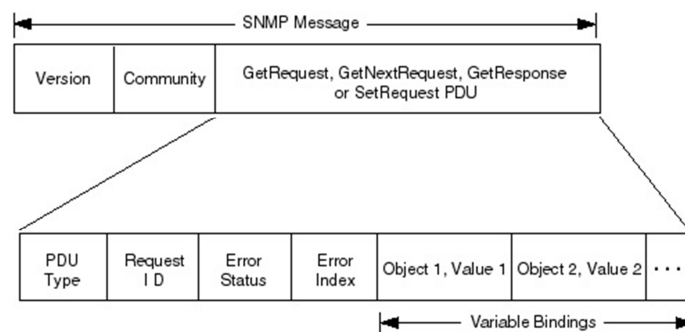 SNMP Message
Version
Community
GetRequest, GetNextRequest, GetResponse
or SetRequest PDU
PDU
Type
Request
I D
Error
Status
Error
Index
Object 1, Value 1
Object 2, Value 2
· · ·
Variable Bindings